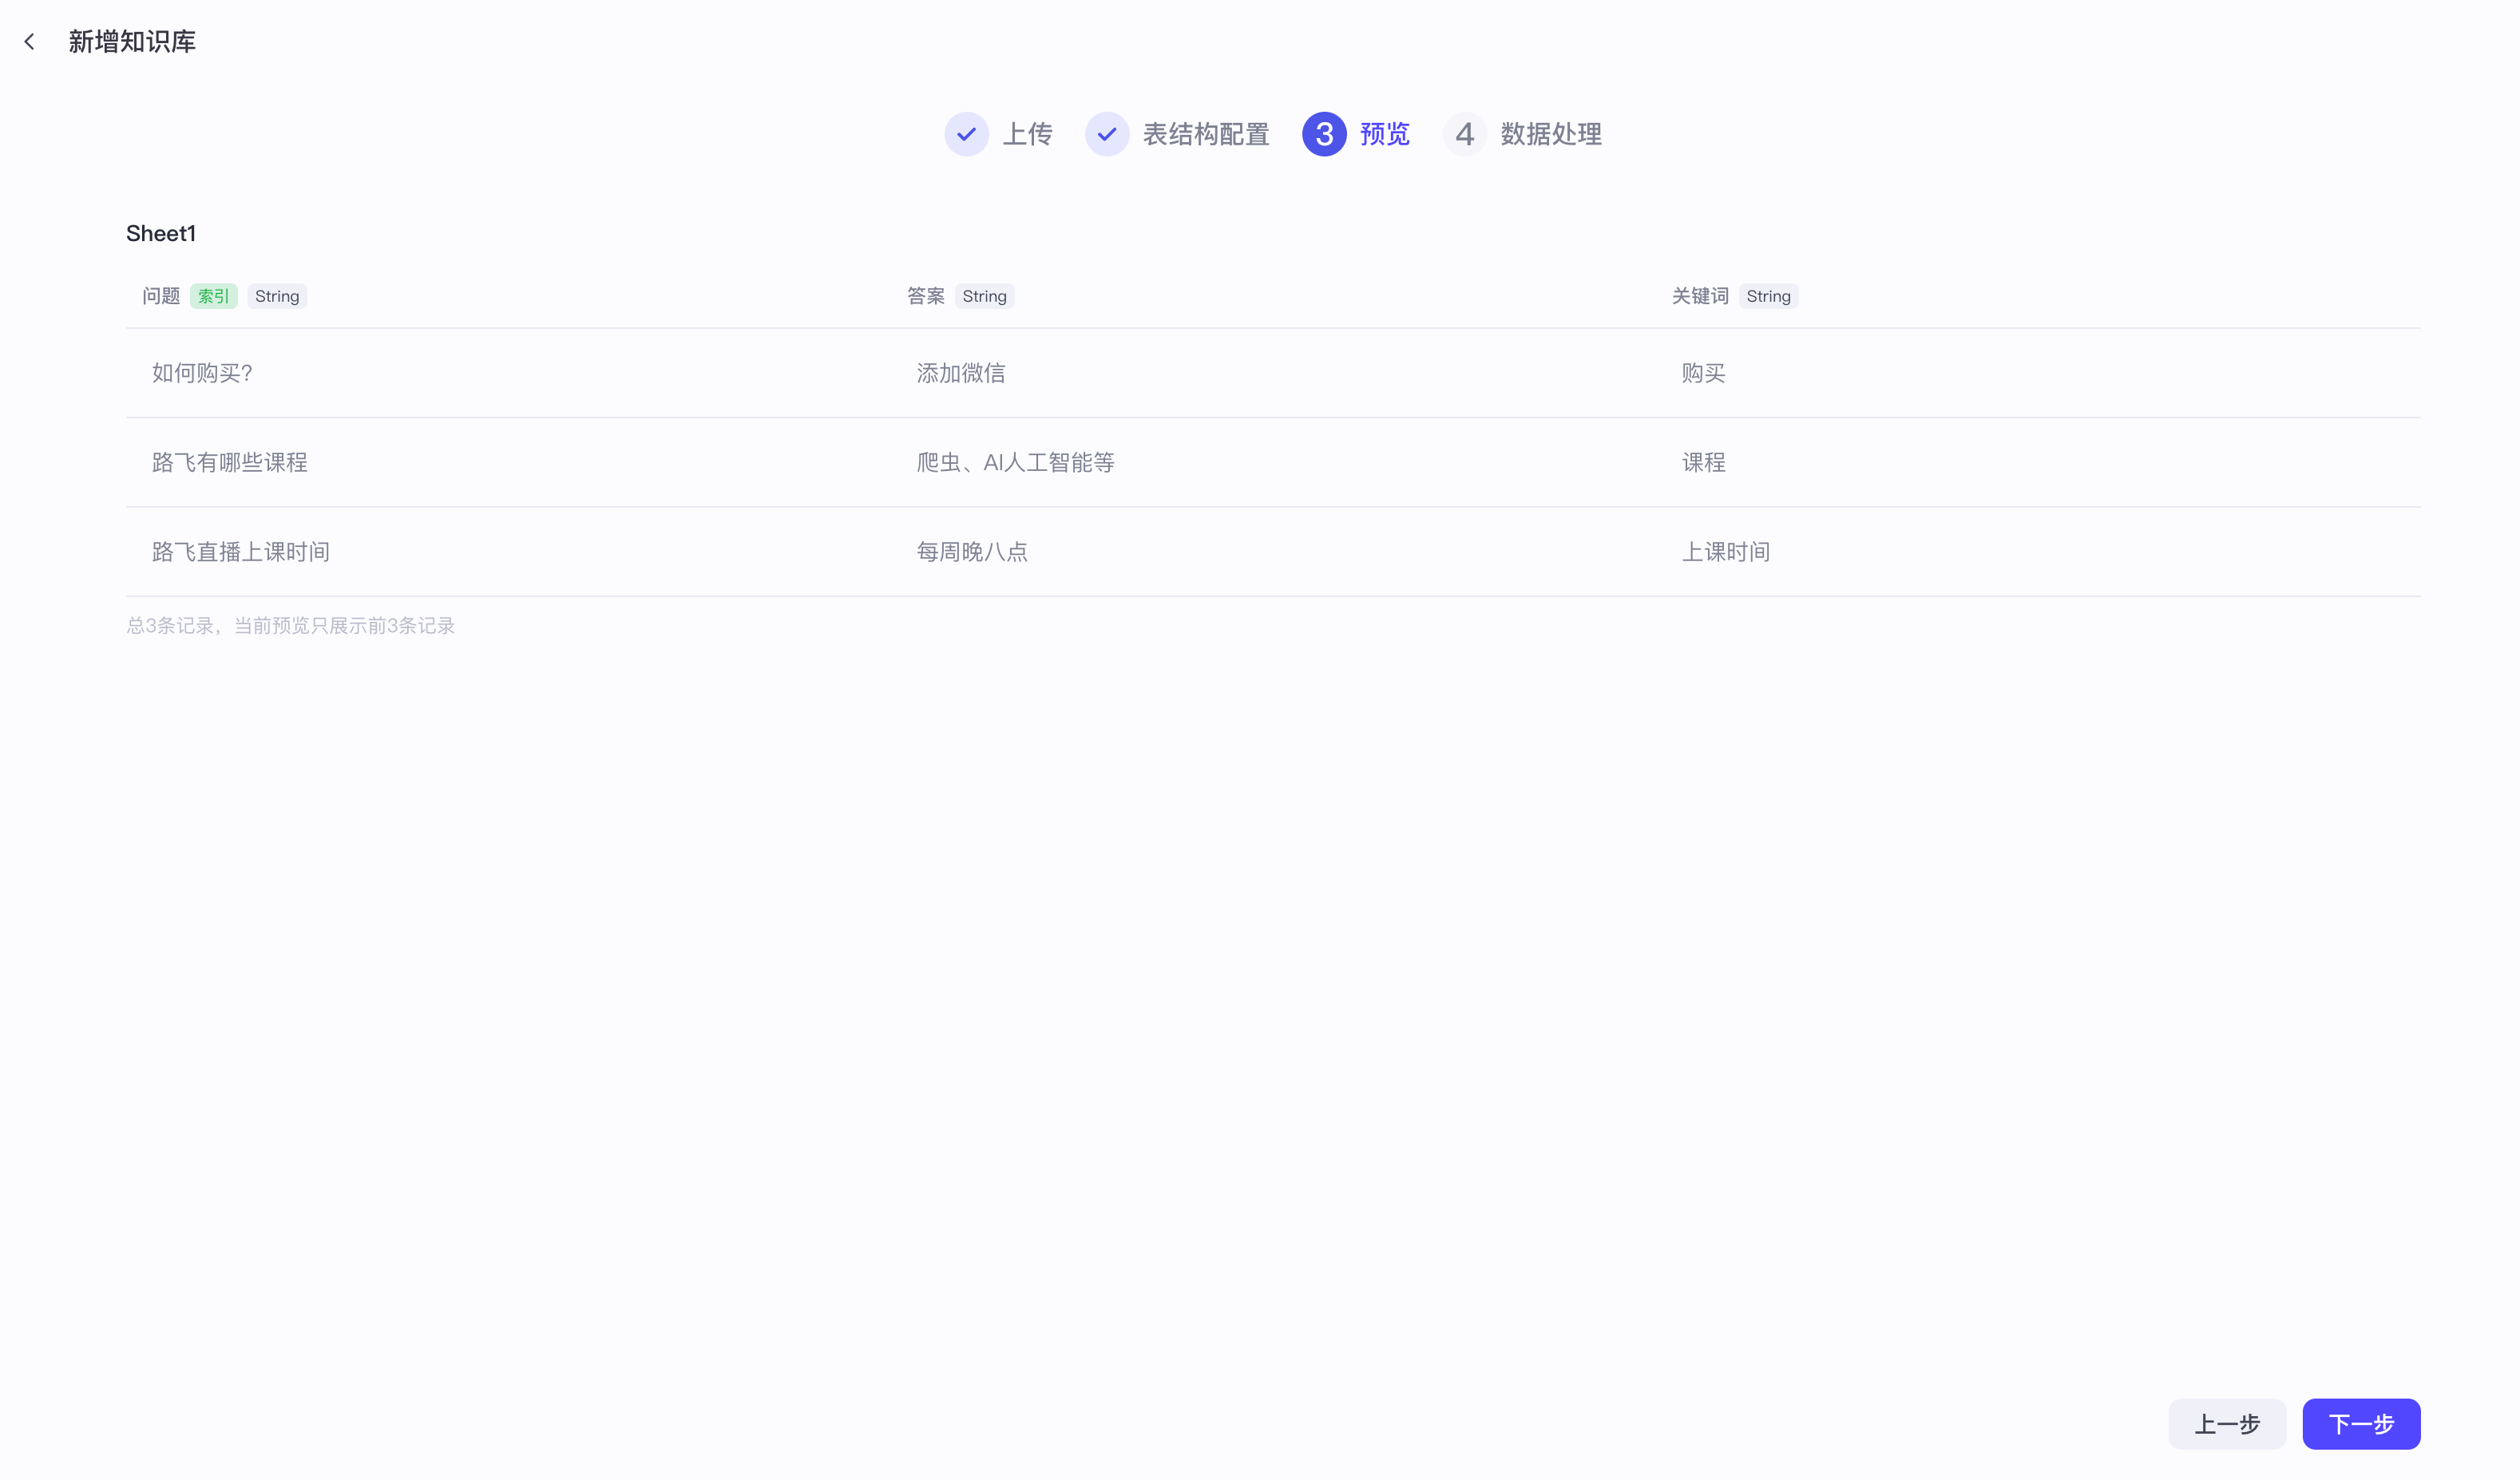 新增知识库
上传 表结构配置 3 预览 4 数据处理
Sheet1
问题 索引 String 答案 String 关键词 String
如何购买? 添加微信 购买
路飞有哪些课程 爬虫、AI人工智能等 课程
路飞直播上课时间 每周晚八点 上课时间
总3条记录，当前预览只展示前3条记录
上一步 下一步